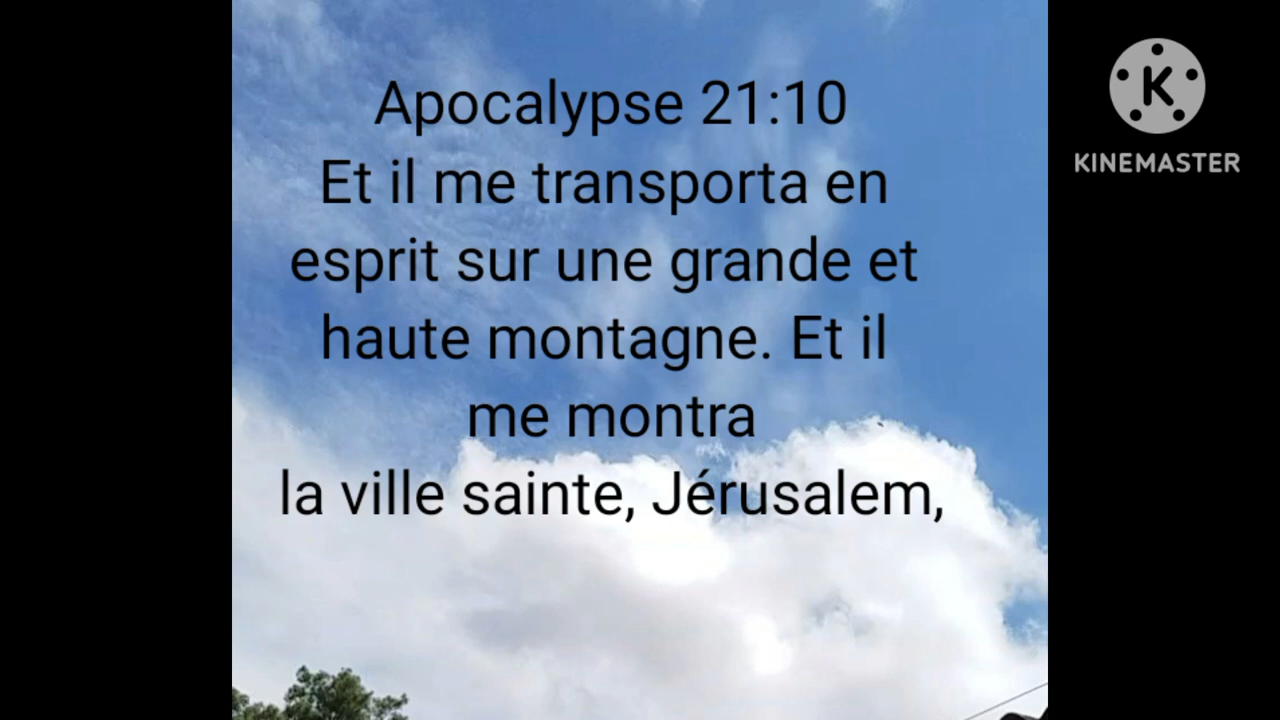 Apocalypse 21:10
Et il me transporta en
esprit sur une grande et
haute montagne. Et il
me montra
la ville sainte, Jérusalem,
K
KINEMASTER